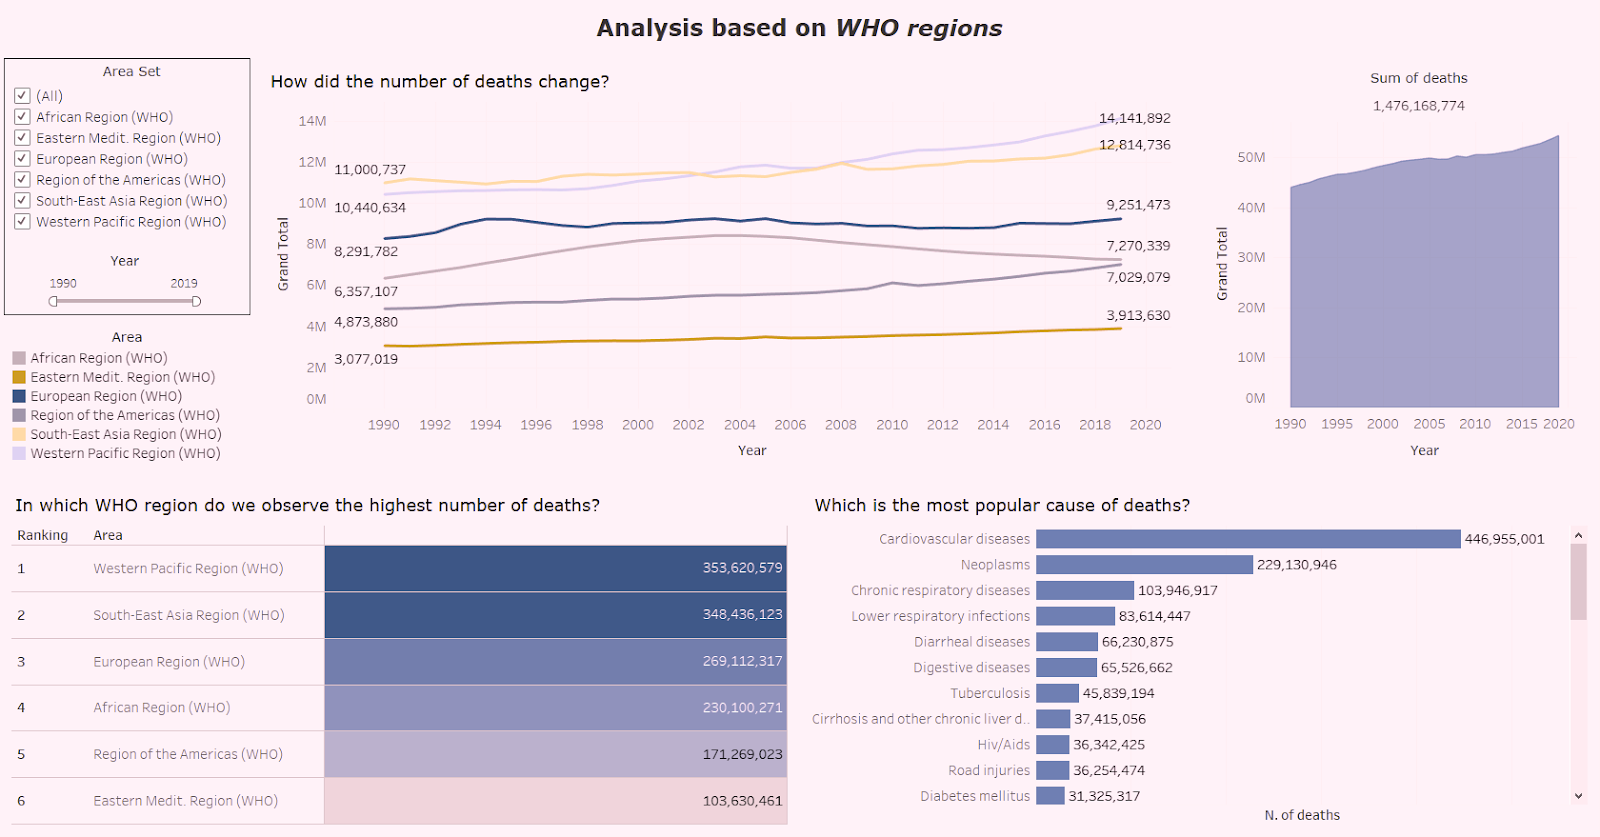 Analysis based on WHO regions
Area Set
(All)
African Region (WHO)
Eastern Medit. Region (WHO)
European Region (WHO)
Region of the Americas (WHO)
South-East Asia Region (WHO)
Western Pacific Region (WHO)
Year
1990 2019
Area
African Region (WHO)
Eastern Medit. Region (WHO)
European Region (WHO)
Region of the Americas (WHO)
South-East Asia Region (WHO)
Western Pacific Region (WHO)
How did the number of deaths change?
Grand Total
14M
12M
10M
8M
6M
4M
2M
0M
11,000,737
10,440,634
8,291,782
6,357,107
4,873,880
3,077,019
14,141,892
12,814,736
9,251,473
7,270,339
7,029,079
3,913,630
1990 1992 1994 1996 1998 2000 2002 2004 2006 2008 2010 2012 2014 2016 2018 2020
Year
Sum of deaths
1,476,168,774
Grand Total
50M
40M
30M
20M
10M
0M
1990 1995 2000 2005 2010 2015 2020
Year
In which WHO region do we observe the highest number of deaths?
Ranking Area
1 Western Pacific Region (WHO) 353,620,579
2 South-East Asia Region (WHO) 348,436,123
3 European Region (WHO) 269,112,317
4 African Region (WHO) 230,100,271
5 Region of the Americas (WHO) 171,269,023
6 Eastern Medit. Region (WHO) 103,630,461
Which is the most popular cause of deaths?
Cardiovascular diseases 446,955,001
Neoplasms 229,130,946
Chronic respiratory diseases 103,946,917
Lower respiratory infections 83,614,447
Diarrheal diseases 66,230,875
Digestive diseases 65,526,662
Tuberculosis 45,839,194
Cirrhosis and other chronic liver d.. 37,415,056
Hiv/Aids 36,342,425
Road injuries 36,254,474
Diabetes mellitus 31,325,317
N. of deaths